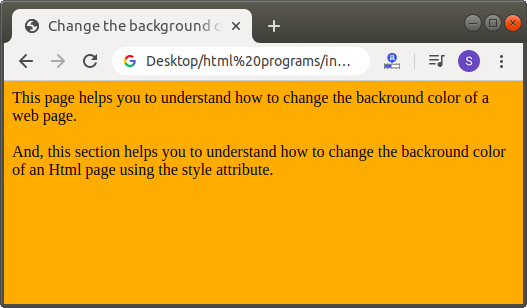 Change the background c
Desktop/html%20programs/in...
S
This page helps you to understand how to change the backround color of a
web page.
And, this section helps you to understand how to change the backround color
of an Html page using the style attribute.